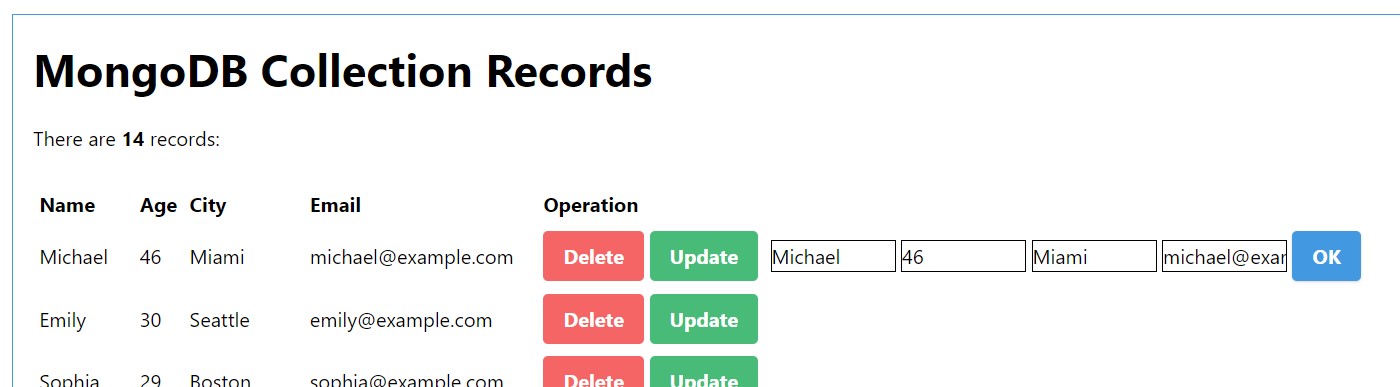 MongoDB Collection Records
There are 14 records:
Name Age City Email Operation
Michael 46 Miami michael@example.com Delete Update Michael 46 Miami michael@exar OK
Emily 30 Seattle emily@example.com Delete Update
Sophia 29 Boston sophia@example.com Delete Update